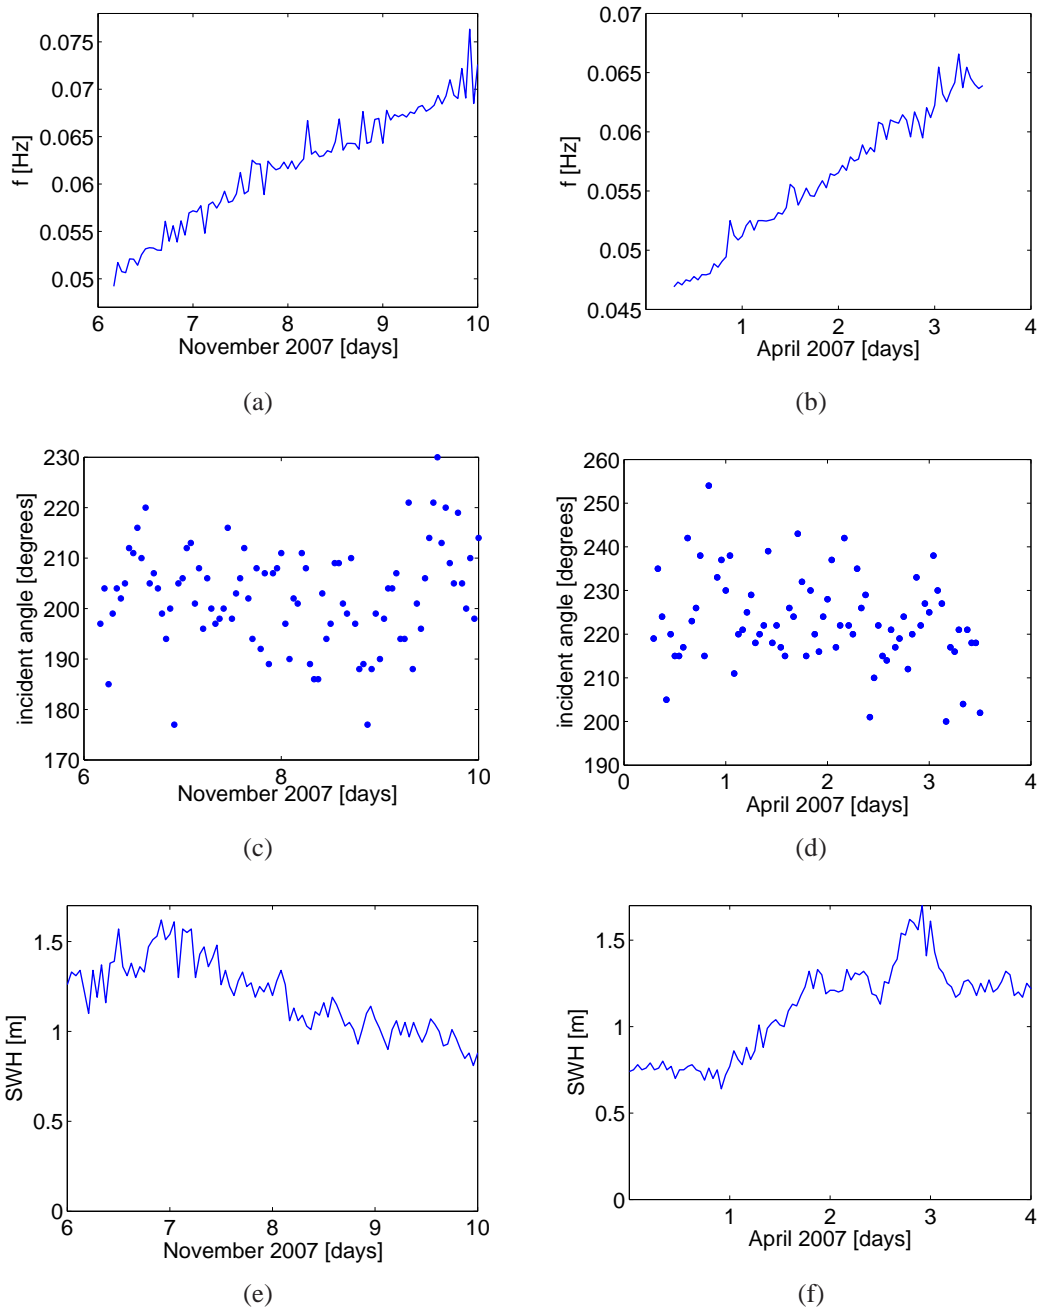 0.075
0.07
0.065
0.06
0.055
0.05
f [Hz]
6 7 8 9 10
November 2007 [days]
(a)
0.07
0.065
0.06
0.055
0.05
0.045
f [Hz]
1 2 3 4
April 2007 [days]
(b)
230
220
210
200
190
180
170
incident angle [degrees]
6 8 10
November 2007 [days]
(c)
260
250
240
230
220
210
200
190
incident angle [degrees]
0 1 2 3 4
April 2007 [days]
(d)
1.5
1
0.5
0
SWH [m]
6 7 8 9 10
November 2007 [days]
(e)
1.5
1
0.5
0
SWH [m]
1 2 3 4
April 2007 [days]
(f)